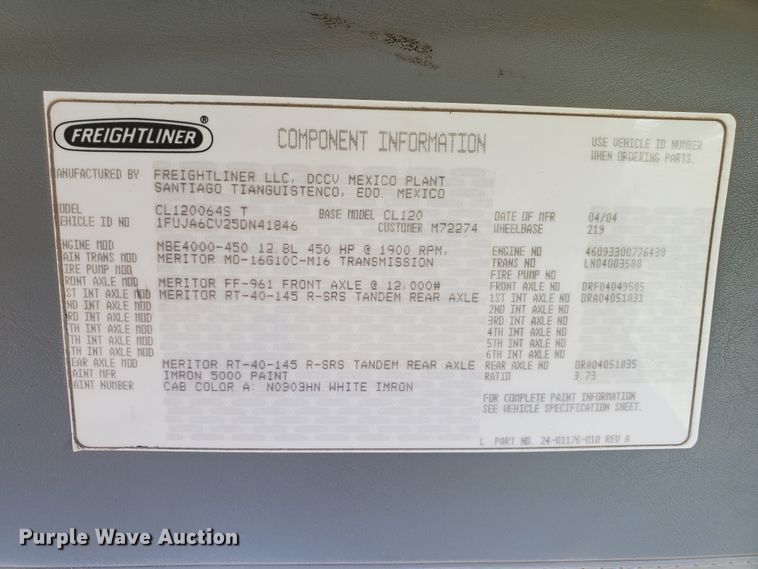 FREIGHTLINER®
COMPONENT INFORMATION
USE VEHICLE ID NUMBER
WHEN ORDERING PARTS.
ANUFACTURED BY FREIGHTLINER LLC, DCCV MEXICO PLANT
SANTIAGO TIANGUISTENCO, EDO. MEXICO
ODEL CL120064S T BASE MODEL CL120 DATE OF MFR 04/04
EHICLE ID NO 1FUJA6CV25DN41846 CUSTOMER M72274 WHEELBASE 219
NGINE MOD MBE4000-450 12.8L 450 HP @ 1900 RPM, ENGINE NO 46093300776438
AIN TRANS MOD MERITOR MO-16G10C-M16 TRANSMISSION TRANS NO LN04003588
IRE PUMP MOD FIRE PUMP NO
RONT AXLE MOD MERITOR FF-961 FRONT AXLE @ 12,000# FRONT AXLE NO DRF04049505
ST INT AXLE MOD MERITOR RT-40-145 R-SRS TANDEM REAR AXLE 1ST INT AXLE NO DRA04051831
ND INT AXLE MOD 2ND INT AXLE NO
RD INT AXLE MOD 3RD INT AXLE NO
TH INT AXLE MOD 4TH INT AXLE NO
TH INT AXLE MOD 5TH INT AXLE NO
TH INT AXLE MOD 6TH INT AXLE NO
EAR AXLE MOD MERITOR RT-40-145 R-SRS TANDEM REAR AXLE REAR AXLE NO DRA04051835
AINT MFR IMRON 5000 PAINT RATIO 3.73
AINT NUMBER CAB COLOR A: N0903HN WHITE IMRON
FOR COMPLETE PAINT INFORMATION
SEE VEHICLE SPECIFICATION SHEET.
L PART NO. 24-01176-010 REV A
Purple Wave Auction